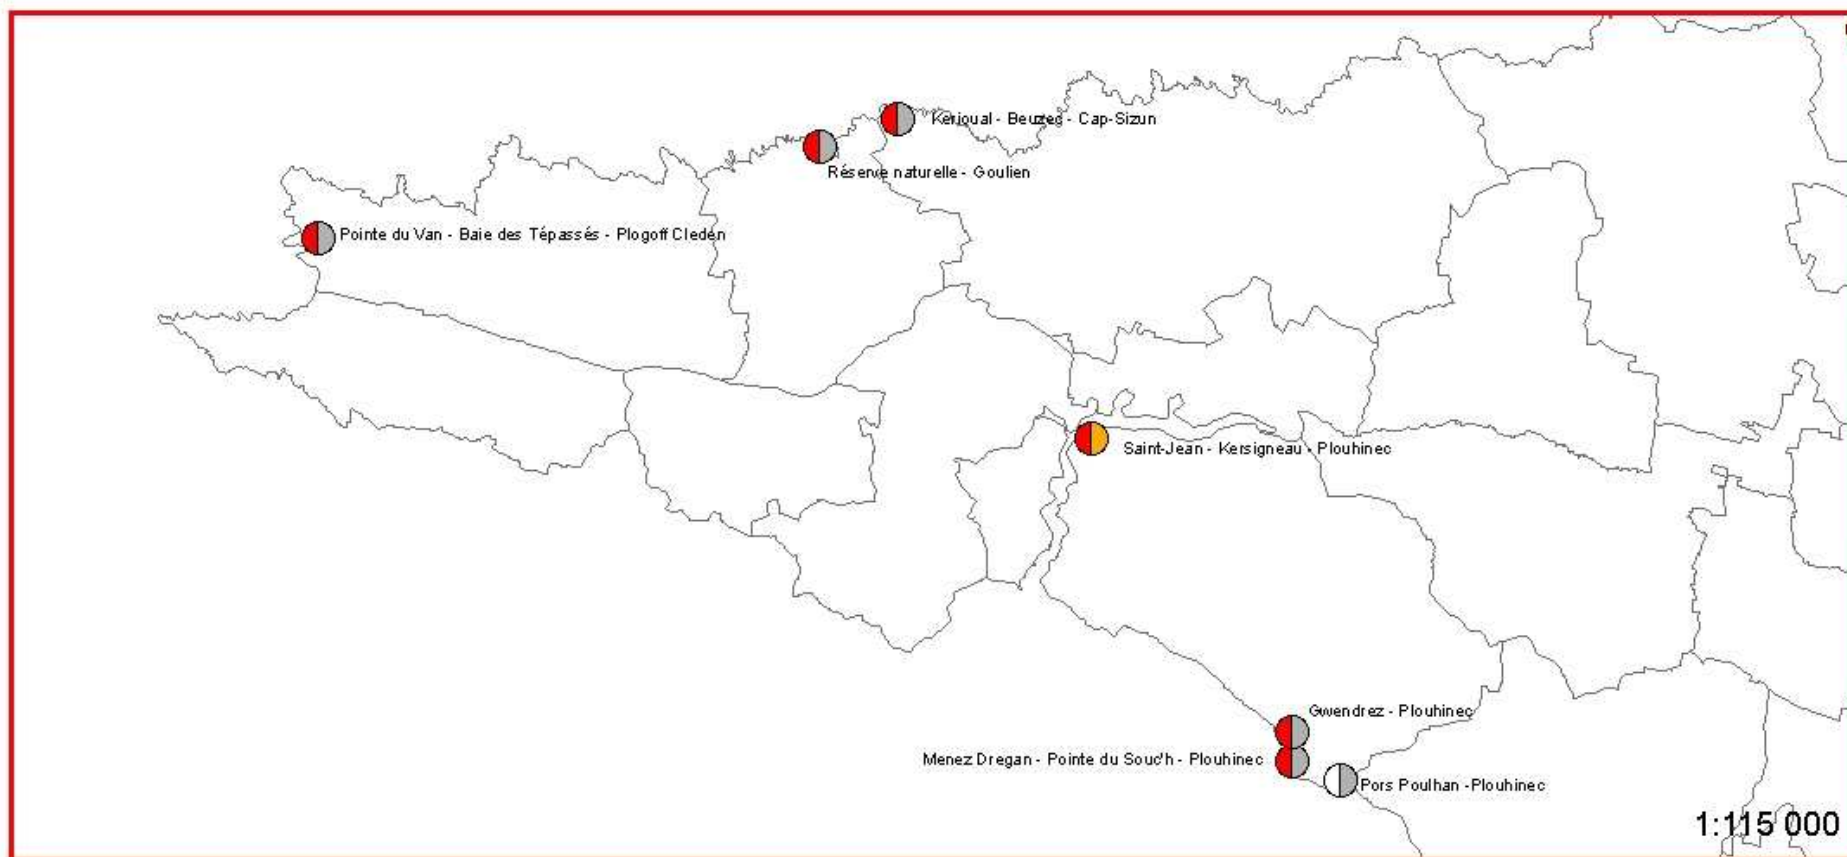 Kerioual - Beuzec - Cap-Sizun
Réserve naturelle - Goulien
Pointe du Van - Baie des Tépassés - Plogoff Cleden
Saint-Jean - Kersigneau - Plouhinec
Gwendrez - Plouhinec
Menez Dregan - Pointe du Souc'h - Plouhinec
Pors Poulhan -Plouhinec
1:115 000